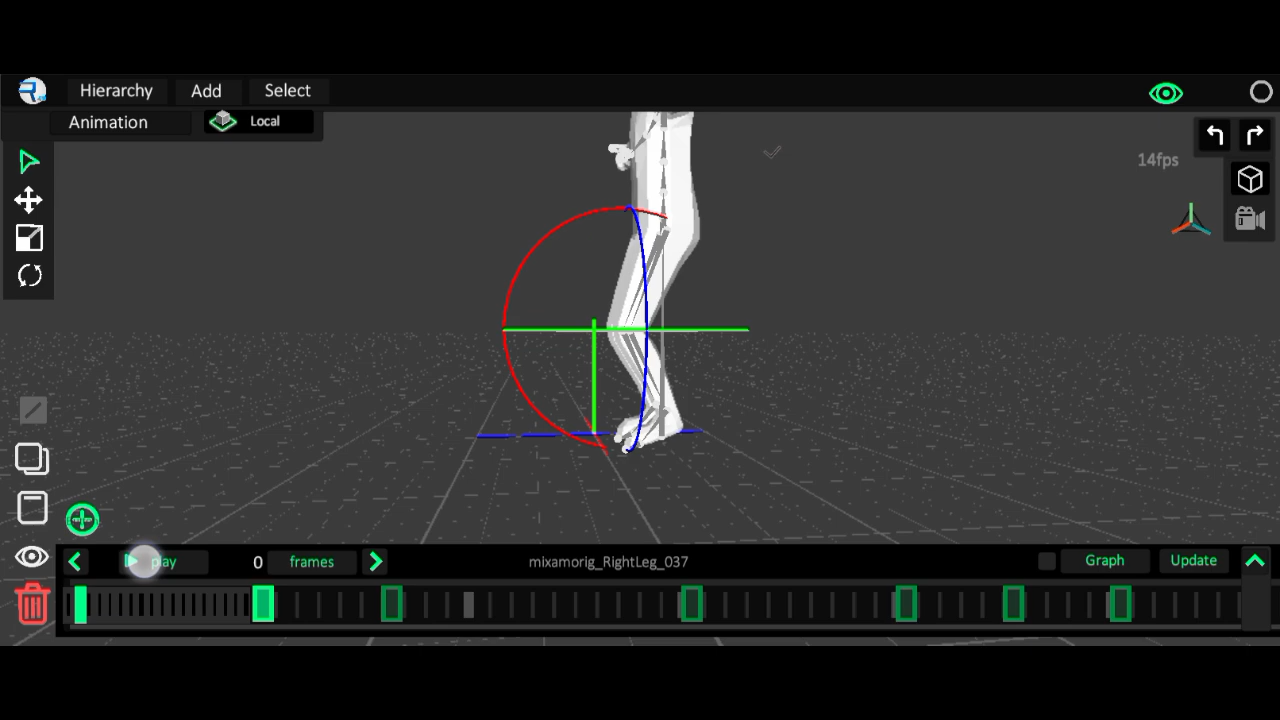 Hierarchy Add Select
Animation Local
14fps
play 0 frames mixamorig_RightLeg_037 Graph Update